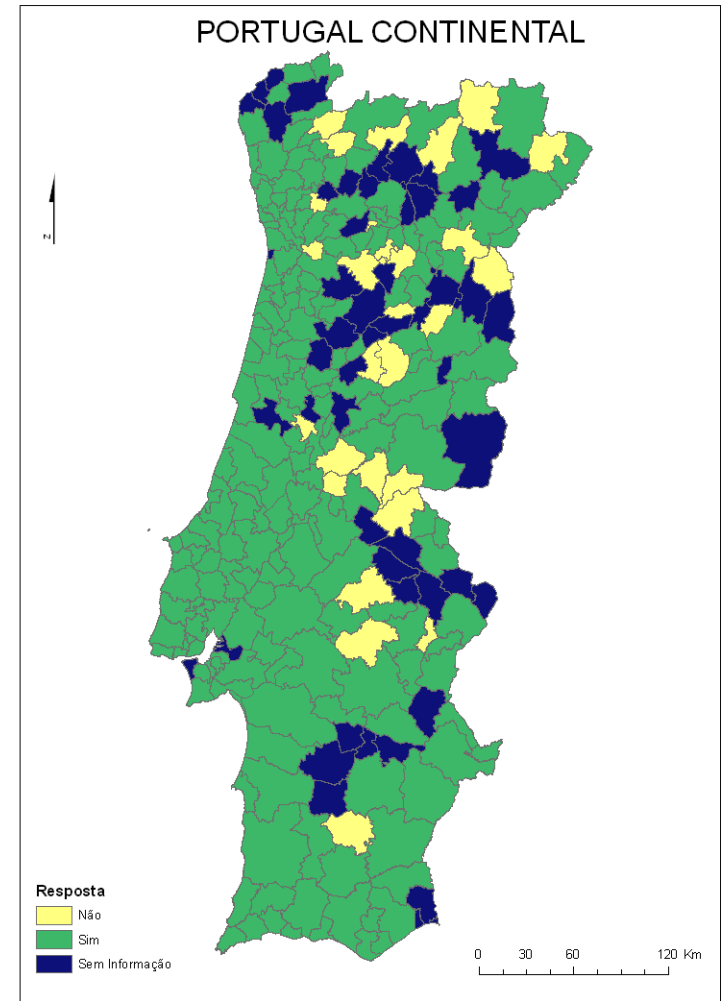 PORTUGAL CONTINENTAL
N
Resposta
Não
Sim
Sem Informação
0 30 60 120 Km